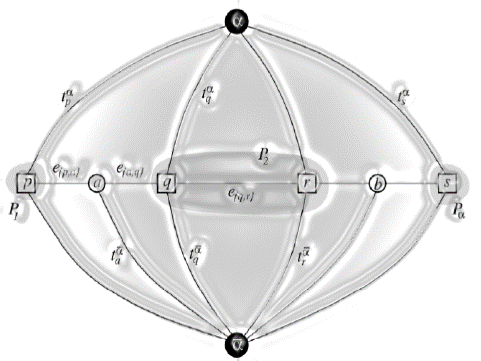 α
t_p^α t_q^α t_s^α
P_2
e_{p,a} e_{a,q}
p a q r b s
e_{q,r}
P_1 P_α
t_a^ᾱ t_q^ᾱ t_r^ᾱ
ᾱ